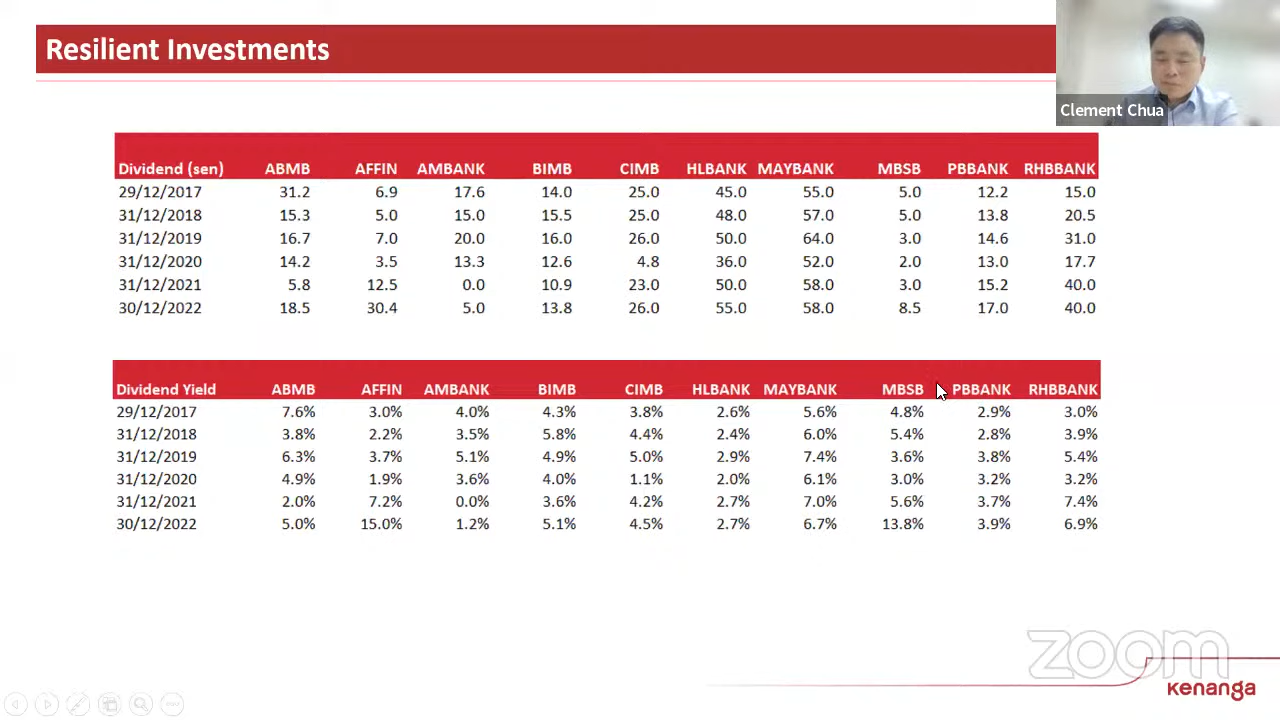 Resilient Investments
Clement Chua
Dividend (sen) ABMB AFFIN AMBANK BIMB CIMB HLBANK MAYBANK MBSB PBBANK RHBBANK
29/12/2017 31.2 6.9 17.6 14.0 25.0 45.0 55.0 5.0 12.2 15.0
31/12/2018 15.3 5.0 15.0 15.5 25.0 48.0 57.0 5.0 13.8 20.5
31/12/2019 16.7 7.0 20.0 16.0 26.0 50.0 64.0 3.0 14.6 31.0
31/12/2020 14.2 3.5 13.3 12.6 4.8 36.0 52.0 2.0 13.0 17.7
31/12/2021 5.8 12.5 0.0 10.9 23.0 50.0 58.0 3.0 15.2 40.0
30/12/2022 18.5 30.4 5.0 13.8 26.0 55.0 58.0 8.5 17.0 40.0
Dividend Yield ABMB AFFIN AMBANK BIMB CIMB HLBANK MAYBANK MBSB PBBANK RHBBANK
29/12/2017 7.6% 3.0% 4.0% 4.3% 3.8% 2.6% 5.6% 4.8% 2.9% 3.0%
31/12/2018 3.8% 2.2% 3.5% 5.8% 4.4% 2.4% 6.0% 5.4% 2.8% 3.9%
31/12/2019 6.3% 3.7% 5.1% 4.9% 5.0% 2.9% 7.4% 3.6% 3.8% 5.4%
31/12/2020 4.9% 1.9% 3.6% 4.0% 1.1% 2.0% 6.1% 3.0% 3.2% 3.2%
31/12/2021 2.0% 7.2% 0.0% 3.6% 4.2% 2.7% 7.0% 5.6% 3.7% 7.4%
30/12/2022 5.0% 15.0% 1.2% 5.1% 4.5% 2.7% 6.7% 13.8% 3.9% 6.9%
zoom
kenanga